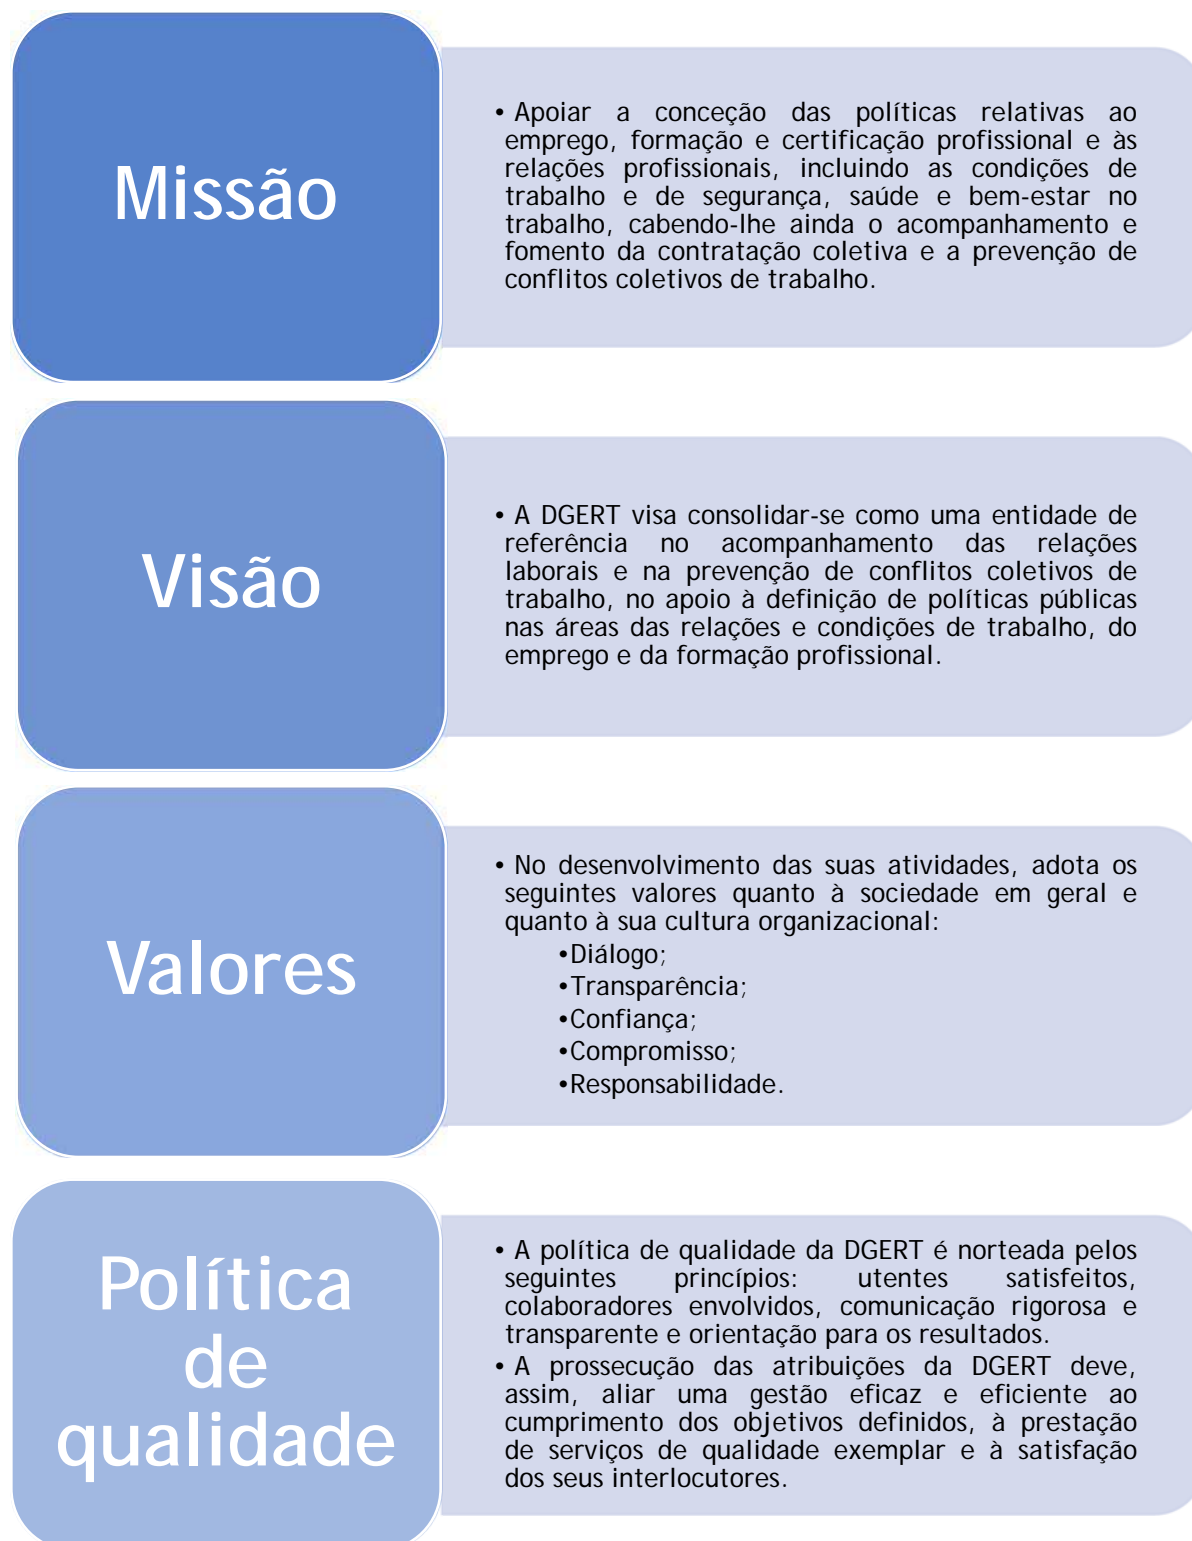 Missão
• Apoiar a conceção das políticas relativas ao
emprego, formação e certificação profissional e às
relações profissionais, incluindo as condições de
trabalho e de segurança, saúde e bem-estar no
trabalho, cabendo-lhe ainda o acompanhamento e
fomento da contratação coletiva e a prevenção de
conflitos coletivos de trabalho.
Visão
• A DGERT visa consolidar-se como uma entidade de
referência no acompanhamento das relações
laborais e na prevenção de conflitos coletivos de
trabalho, no apoio à definição de políticas públicas
nas áreas das relações e condições de trabalho, do
emprego e da formação profissional.
Valores
• No desenvolvimento das suas atividades, adota os
seguintes valores quanto à sociedade em geral e
quanto à sua cultura organizacional:
•Diálogo;
•Transparência;
•Confiança;
•Compromisso;
•Responsabilidade.
Política
de
qualidade
• A política de qualidade da DGERT é norteada pelos
seguintes princípios: utentes satisfeitos,
colaboradores envolvidos, comunicação rigorosa e
transparente e orientação para os resultados.
• A prossecução das atribuições da DGERT deve,
assim, aliar uma gestão eficaz e eficiente ao
cumprimento dos objetivos definidos, à prestação
de serviços de qualidade exemplar e à satisfação
dos seus interlocutores.